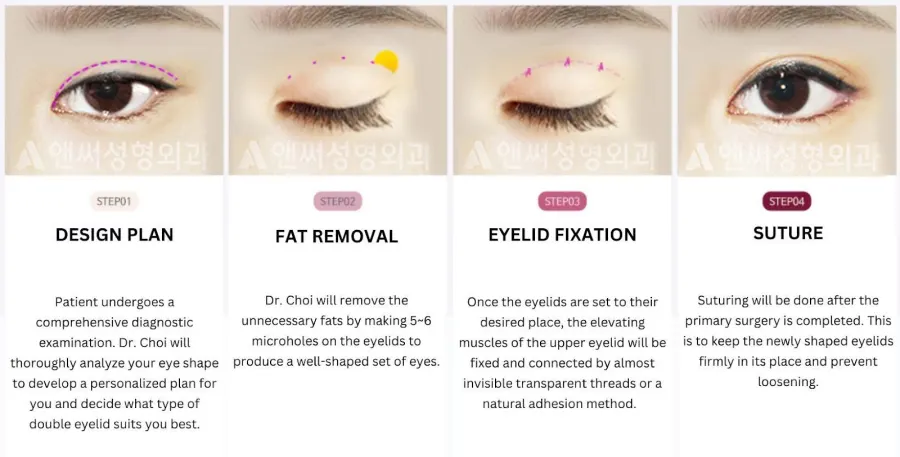 앤써성형외과
앤써성형외과
앤써성형외과
앤써성형외과
STEP01
DESIGN PLAN
Patient undergoes a
comprehensive diagnostic
examination. Dr. Choi will
thoroughly analyze your eye shape
to develop a personalized plan for
you and decide what type of
double eyelid suits you best.
STEP02
FAT REMOVAL
Dr. Choi will remove the
unnecessary fats by making 5~6
microholes on the eyelids to
produce a well-shaped set of eyes.
STEP03
EYELID FIXATION
Once the eyelids are set to their
desired place, the elevating
muscles of the upper eyelid will be
fixed and connected by almost
invisible transparent threads or a
natural adhesion method.
STEP04
SUTURE
Suturing will be done after the
primary surgery is completed. This
is to keep the newly shaped eyelids
firmly in its place and prevent
loosening.